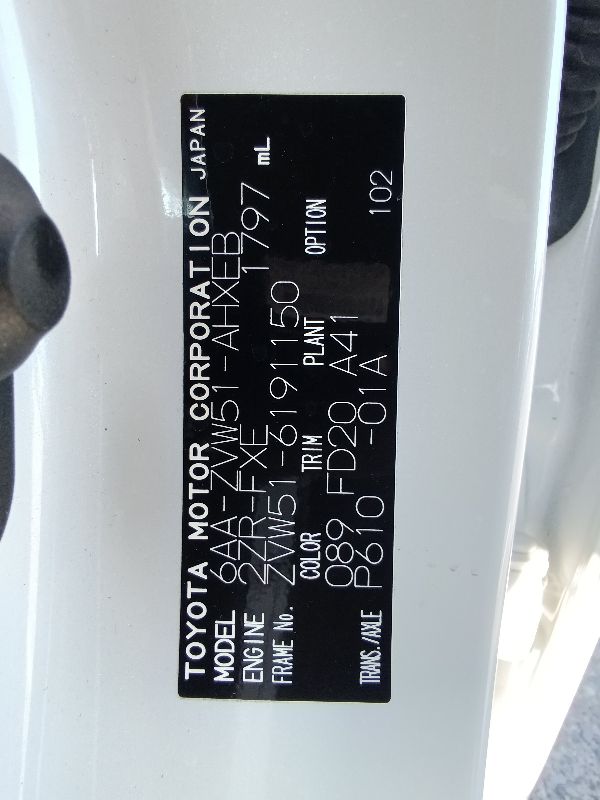 TOYOTA MOTOR CORPORATION JAPAN
MODEL 6AA-ZVW51-AHXEB
ENGINE 2ZR-FXE 1797 mL
FRAME No. ZVW51-6191150
COLOR TRIM PLANT OPTION
089 FD20 A41 102
TRANS./AXLE P610 -01A